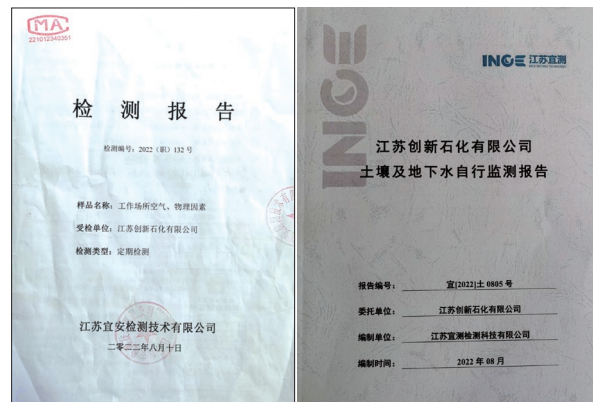 MA
221012340351
检测报告
检测编号：2022（职）132号
样品名称：工作场所空气、物理因素
受检单位：江苏创新石化有限公司
检测类型：定期检测
江苏宜安检测技术有限公司
二零二二年八月十日
INGE
INGE 江苏宜测
江苏创新石化有限公司
土壤及地下水自行监测报告
报告编号： 宜|2022|土 0805 号
委托单位： 江苏创新石化有限公司
编制单位： 江苏宜测检测科技有限公司
编制时间： 2022 年 08 月